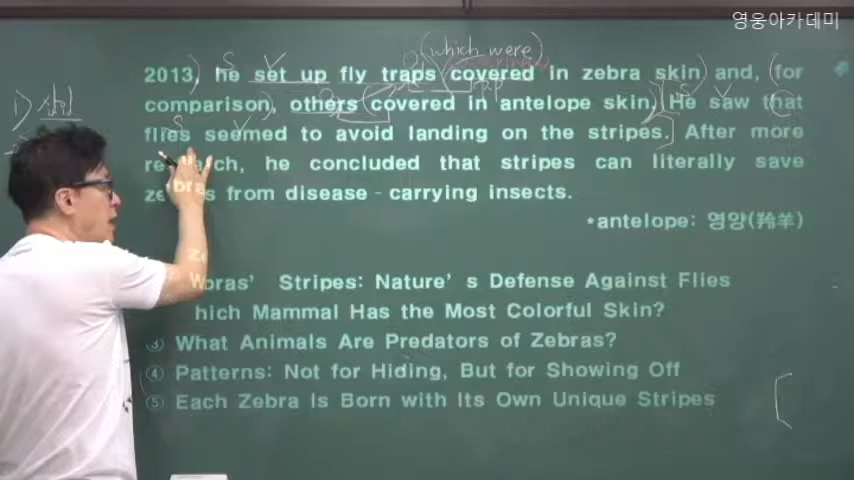 영웅아카데미
(which were)
S V O
2013, he set up fly traps covered in zebra skin and, for
1) comparison, others covered in antelope skin. He saw that
flies seemed to avoid landing on the stripes. After more
he concluded that stripes can literally save
from disease - carrying insects.
*antelope: 영양(羚羊)
Stripes: Nature's Defense Against Flies
Mammal Has the Most Colorful Skin?
③ What Animals Are Predators of Zebras?
④ Patterns: Not for Hiding, But for Showing Off
⑤ Each Zebra Is Born with Its Own Unique Stripes